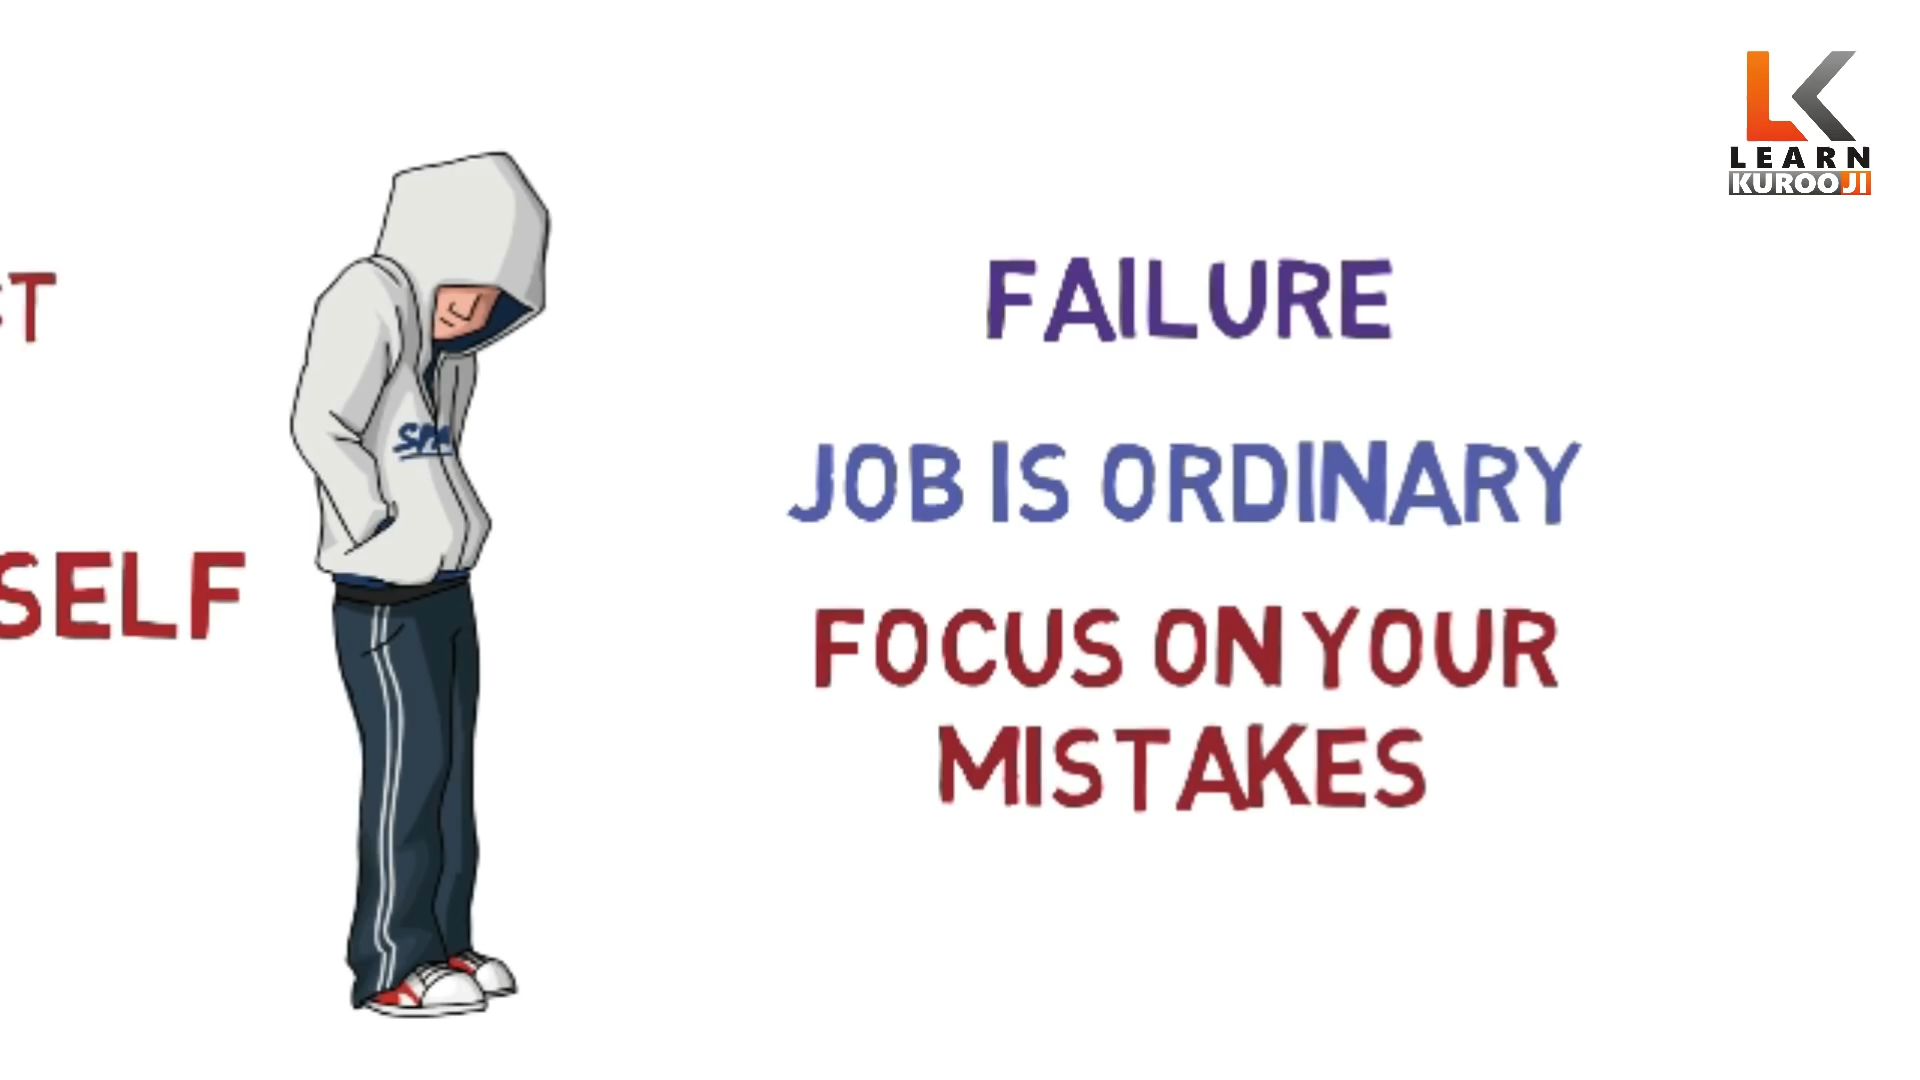 LEARN
KUROOJI
FAILURE
JOB IS ORDINARY
FOCUS ON YOUR
MISTAKES
SELF